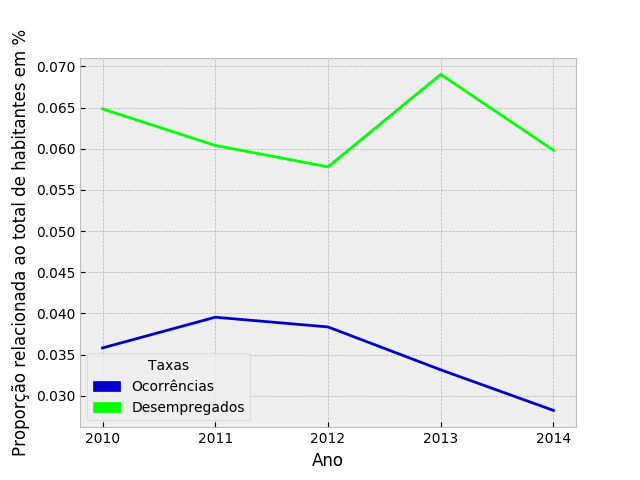 Proporção relacionada ao total de habitantes em %
0.070
0.065
0.060
0.055
0.050
0.045
0.040
0.035
0.030
Taxas
Ocorrências
Desempregados
2010 2011 2012 2013 2014
Ano